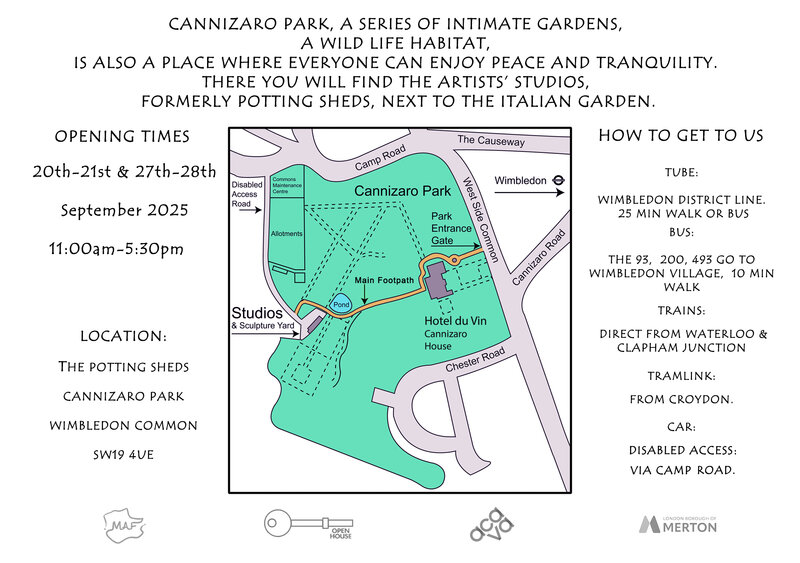 CANNIZARO PARK, A SERIES OF INTIMATE GARDENS,
A WILD LIFE HABITAT,
IS ALSO A PLACE WHERE EVERYONE CAN ENJOY PEACE AND TRANQUILITY.
THERE YOU WILL FIND THE ARTISTS' STUDIOS,
FORMERLY POTTING SHEDS, NEXT TO THE ITALIAN GARDEN.
OPENING TIMES
20th-21st & 27th-28th
September 2025
11:00am-5:30pm
LOCATION:
THE POTTING SHEDS
CANNIZARO PARK
WIMBLEDON COMMON
SW19 4UE
Camp Road
The Causeway
Disabled
Access
Road
Commons
Maintenance
Centre
Allotments
Cannizaro Park
West Side Common
Wimbledon
Park
Entrance
Gate
Cannizaro Road
Main Footpath
Pond
Studios
& Sculpture Yard
Hotel du Vin
Cannizaro
House
Chester Road
HOW TO GET TO US
TUBE:
WIMBLEDON DISTRICT LINE.
25 MIN WALK OR BUS
BUS:
THE 93, 200, 493 GO TO
WIMBLEDON VILLAGE, 10 MIN
WALK
TRAINS:
DIRECT FROM WATERLOO &
CLAPHAM JUNCTION
TRAMLINK:
FROM CROYDON.
CAR:
DISABLED ACCESS:
VIA CAMP ROAD.
MAF
OPEN
HOUSE
aca
va
LONDON BOROUGH OF
MERTON